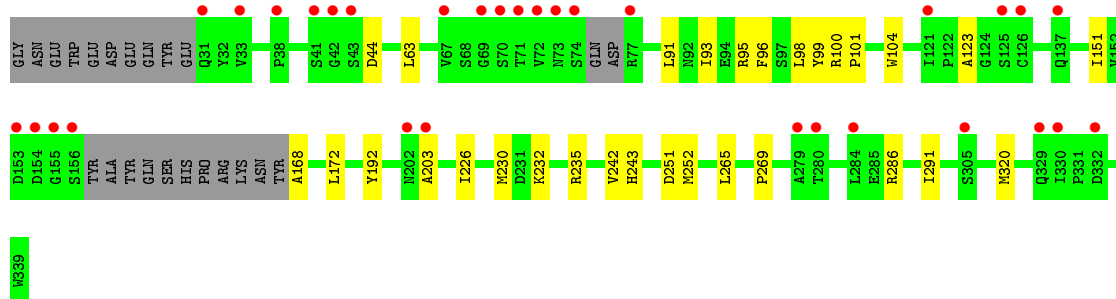 GLY ASN GLU TRP GLU ASP GLU GLN TYR GLU Q31 Y32 V33 P38 S41 G42 S43 D44 L63 V67 S68 G69 S70 T71 V72 N73 S74 GLN ASP R77 L91 N92 I93 E94 R95 F96 S97 L98 Y99 R100 P101 W104 I121 P122 A123 G124 S125 C126 Q137 I151 V152
D153 D154 G155 S156 TYR ALA TYR GLN SER HIS PRO ARG LYS ASN TYR A168 L172 Y192 N202 A203 I226 M230 D231 K232 R235 V242 H243 D251 M252 L265 P269 A279 T280 L284 E285 R286 I291 S305 M320 Q329 I330 P331 D332
W339